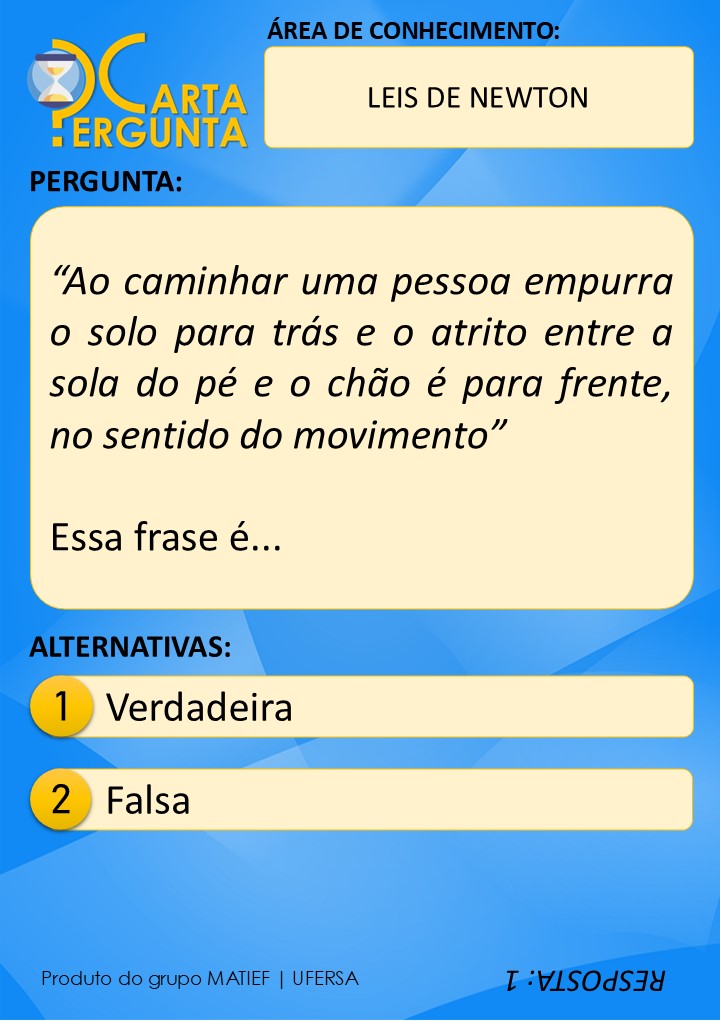 CARTA
PERGUNTA
ÁREA DE CONHECIMENTO:
LEIS DE NEWTON
PERGUNTA:
“Ao caminhar uma pessoa empurra
o solo para trás e o atrito entre a
sola do pé e o chão é para frente,
no sentido do movimento”
Essa frase é...
ALTERNATIVAS:
1 Verdadeira
2 Falsa
Produto do grupo MATIEF | UFERSA
RESPOSTA: 1